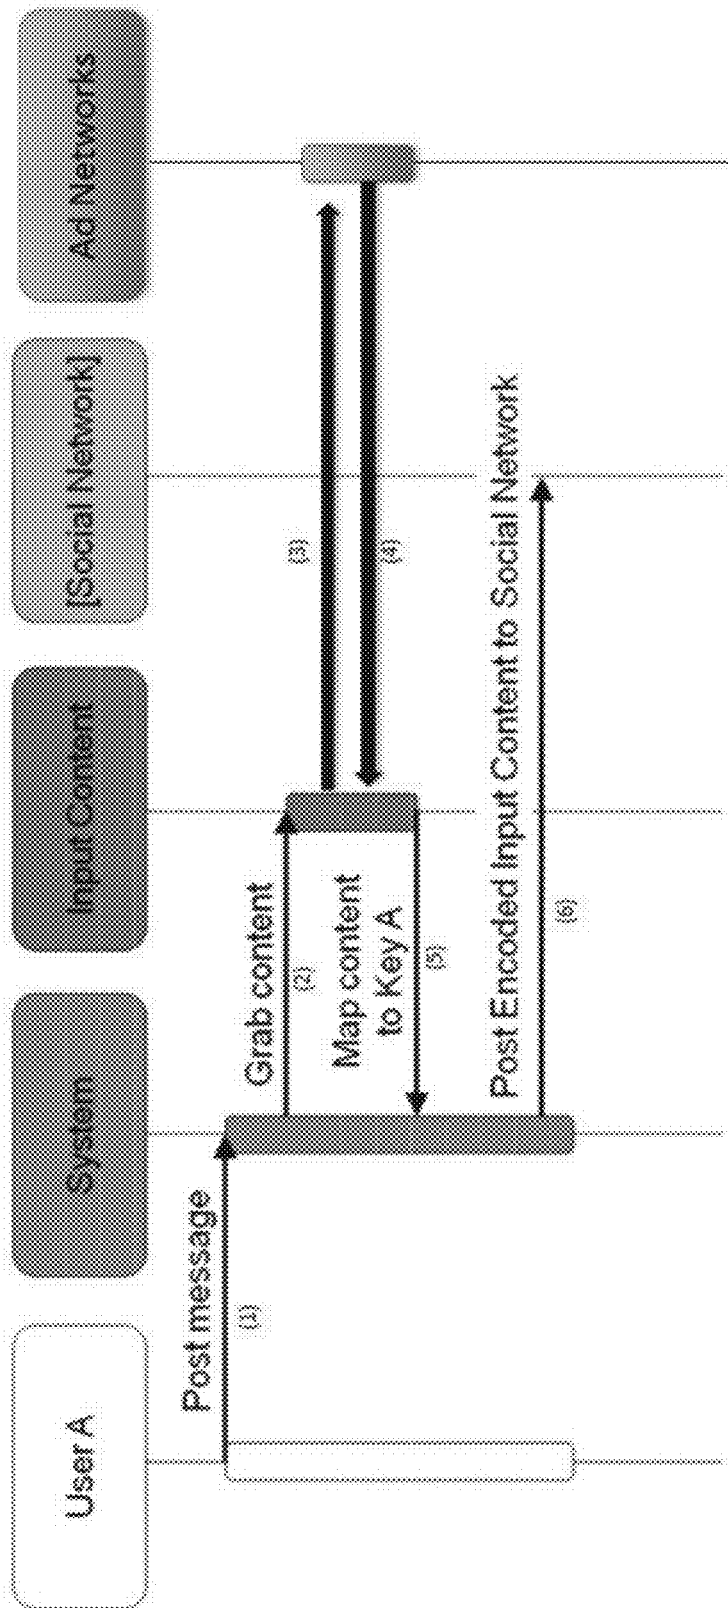 User A
System
Input Content
[Social Network]
Ad Networks
Post message
(1)
Grab content
(2)
(3)
(4)
Map content
to Key A
(5)
Post Encoded Input Content to Social Network
(6)